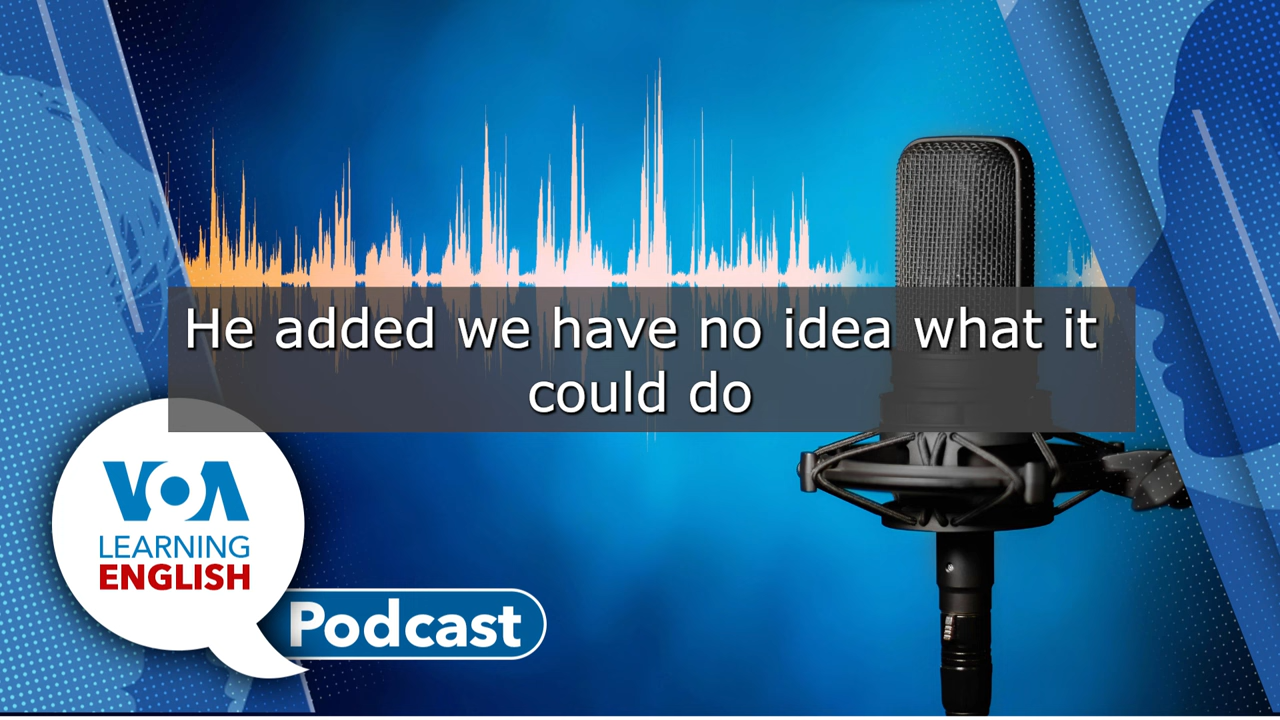 He added we have no idea what it
could do
VOA
LEARNING
ENGLISH
Podcast